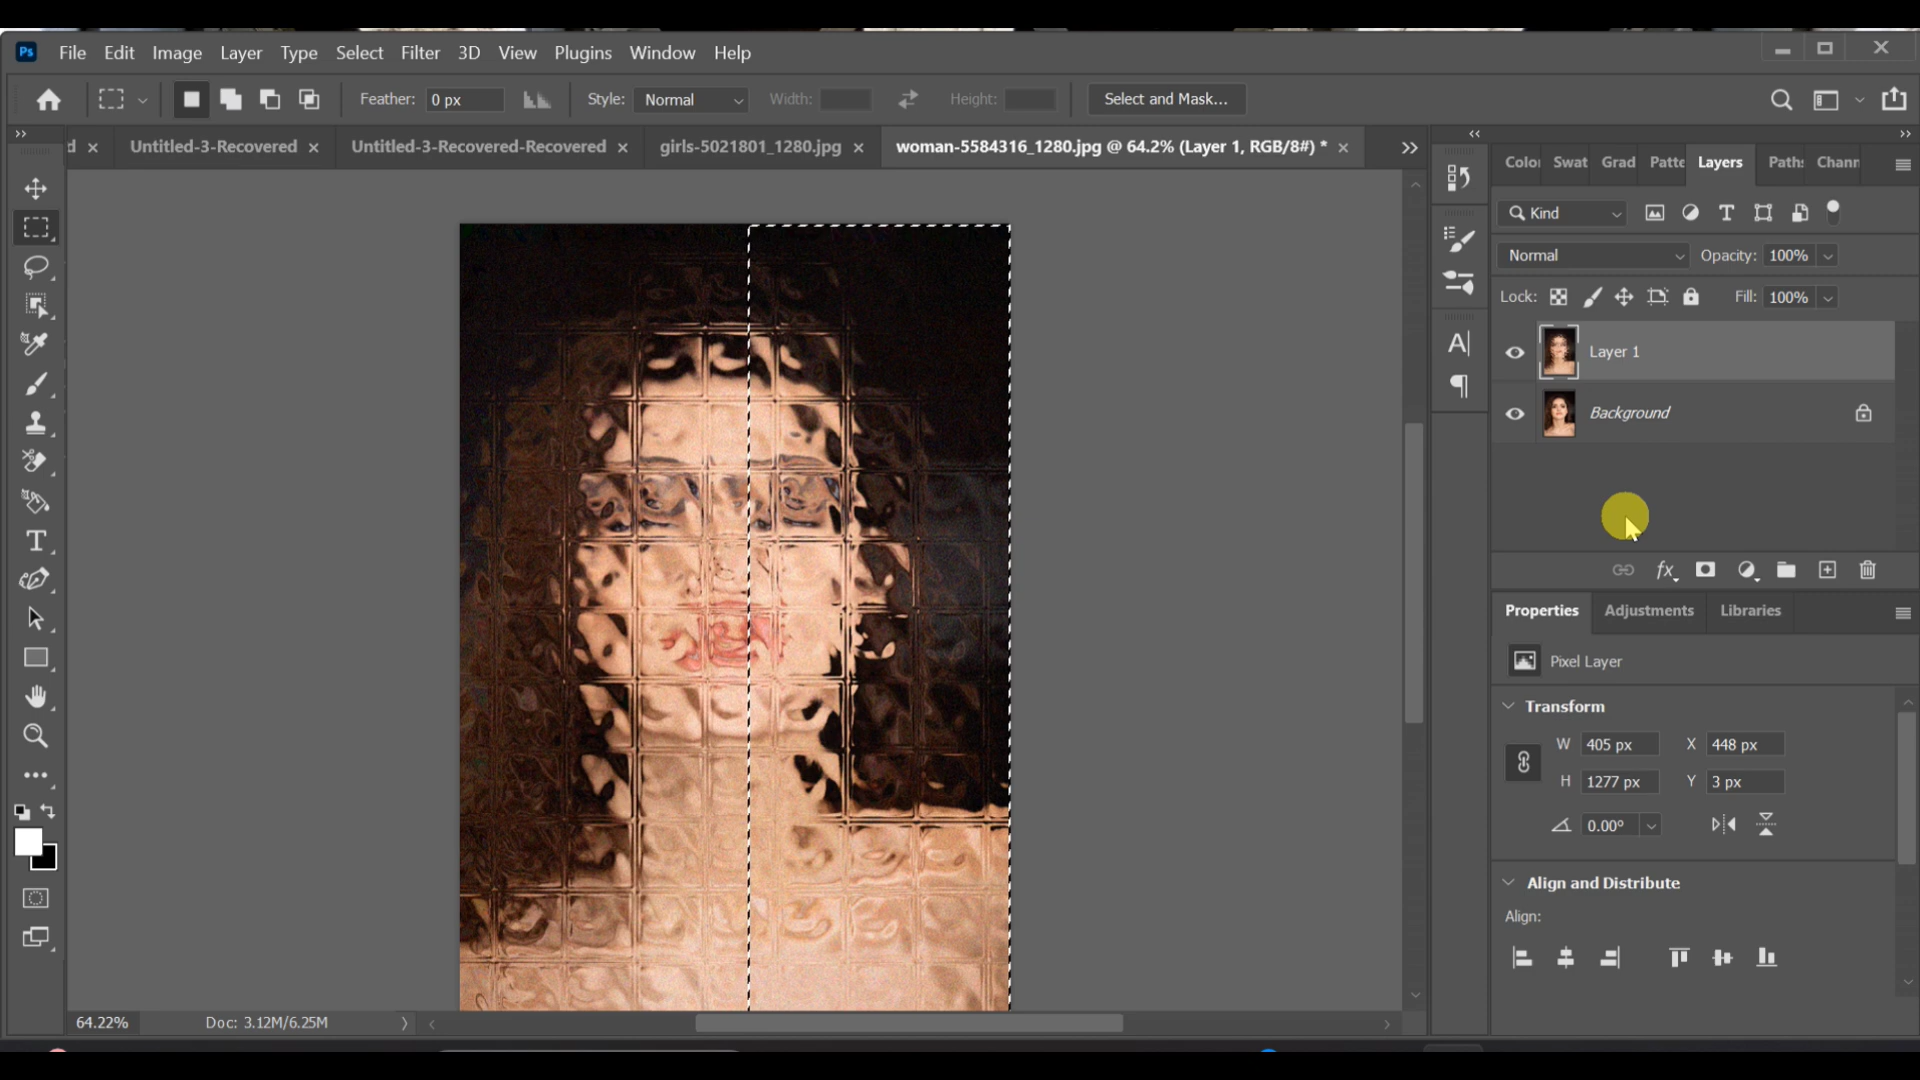 Ps File Edit Image Layer Type Select Filter 3D View Plugins Window Help
Feather: 0 px Style: Normal Width: Height: Select and Mask...
d × Untitled-3-Recovered × Untitled-3-Recovered-Recovered × girls-5021801_1280.jpg × woman-5584316_1280.jpg @ 64.2% (Layer 1, RGB/8#) * ×
Color Swat Grad Patte Layers Paths Chann
Kind
Normal Opacity: 100%
Lock: Fill: 100%
Layer 1
Background
fx
Properties Adjustments Libraries
Pixel Layer
Transform
W 405 px X 448 px
H 1277 px Y 3 px
0.00°
Align and Distribute
Align:
64.22% Doc: 3.12M/6.25M